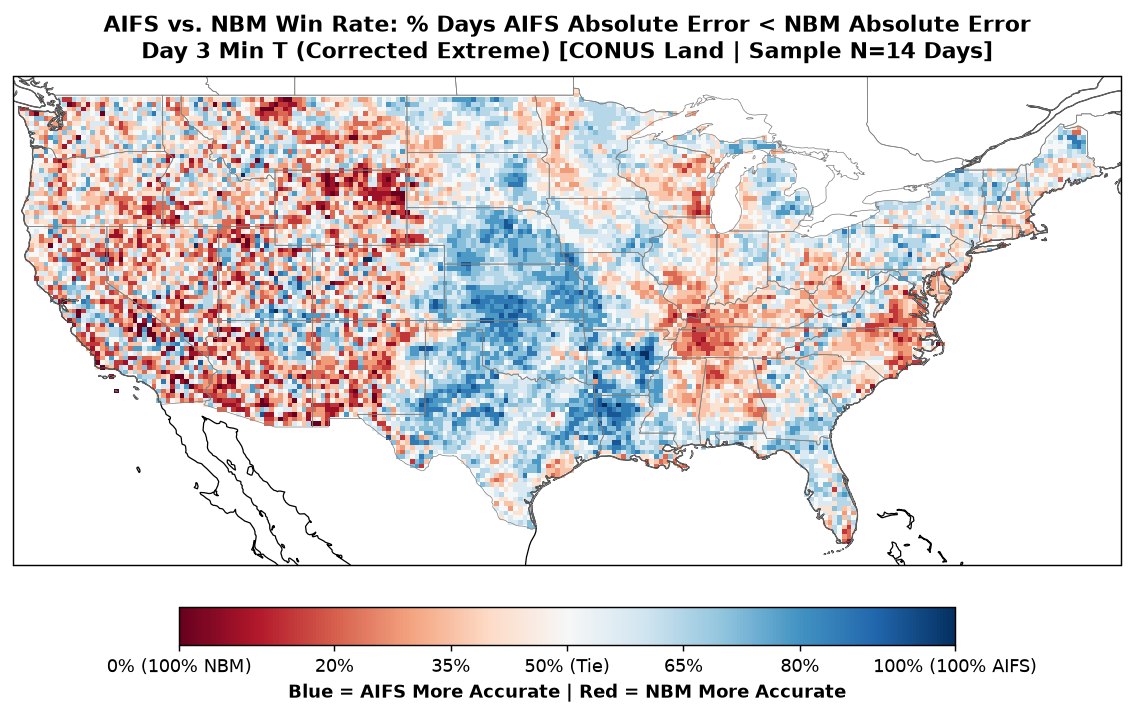 AIFS vs. NBM Win Rate: % Days AIFS Absolute Error < NBM Absolute Error
Day 3 Min T (Corrected Extreme) [CONUS Land | Sample N=14 Days]
0% (100% NBM) 20% 35% 50% (Tie) 65% 80% 100% (100% AIFS)
Blue = AIFS More Accurate | Red = NBM More Accurate